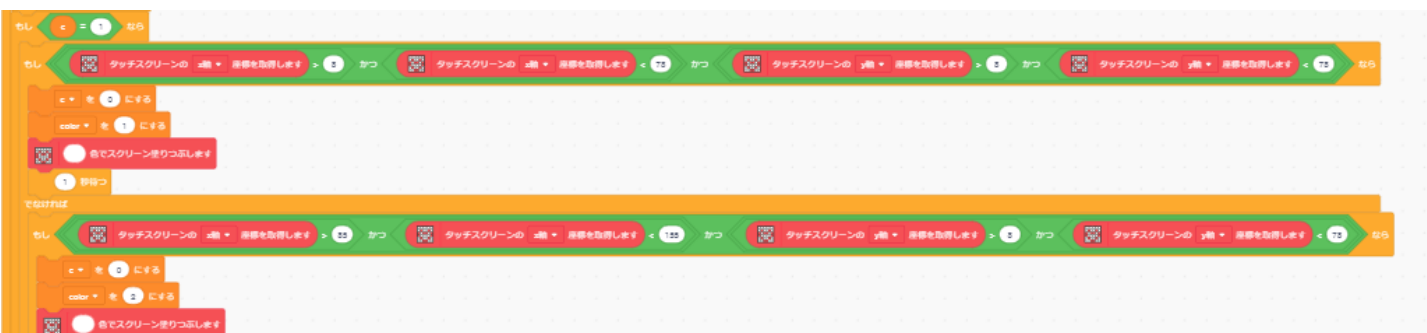 もし c = 1 なら
もし タッチスクリーンの x軸 座標を取得します > 5 かつ タッチスクリーンの x軸 座標を取得します < 75 かつ タッチスクリーンの y軸 座標を取得します > 5 かつ タッチスクリーンの y軸 座標を取得します < 75 なら
c を 0 にする
color を 1 にする
色でスクリーン塗りつぶします
1 秒待つ
でなければ
もし タッチスクリーンの x軸 座標を取得します > かつ タッチスクリーンの x軸 座標を取得します < かつ タッチスクリーンの y軸 座標を取得します > 5 かつ タッチスクリーンの y軸 座標を取得します < 75 なら
c を 0 にする
color を 2 にする
色でスクリーン塗りつぶします